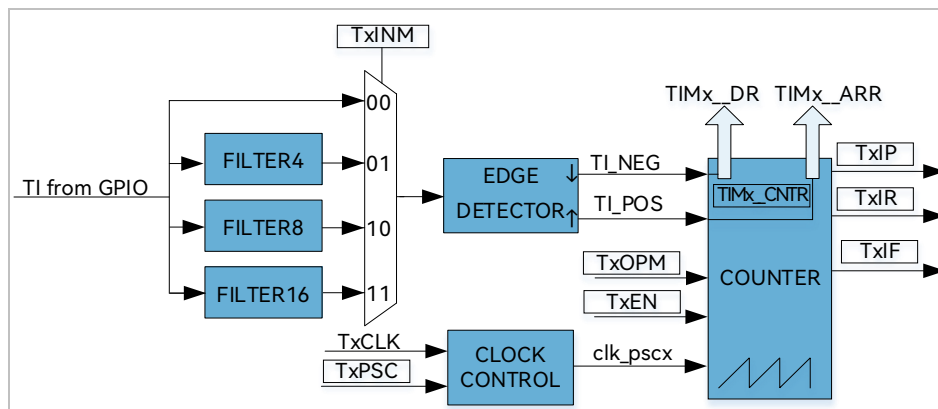 TxINM
TIMx__DR
TIMx__ARR
00
FILTER4
01
EDGE
DETECTOR
↓
↑
TI_NEG
TxIP
TI from GPIO
TIMx__CNTR
TI_POS
TxIR
FILTER8
10
TxIF
TxOPM
COUNTER
FILTER16
11
TxEN
TxCLK
CLOCK
CONTROL
clk_pscx
TxPSC